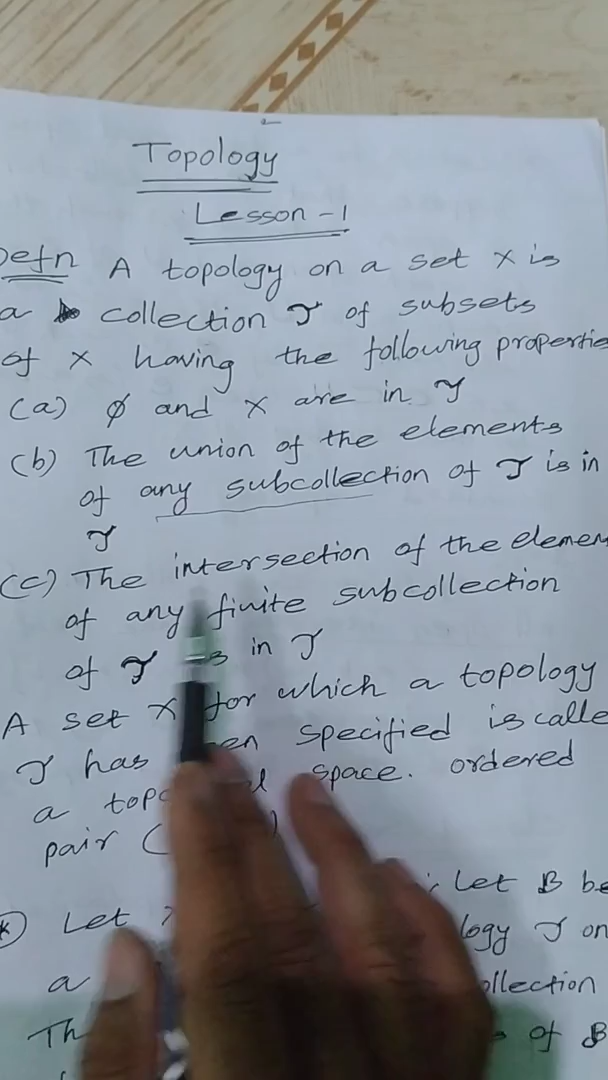 Topology
Lesson-1
Defn A topology on a set X is
a collection T of subsets
of X having the following propertie
(a) φ and X are in T
(b) The union of the elements
of any subcollection of T is in
T
(c) The intersection of the elemen
of any finite subcollection
of T is in T
A set X for which a topology
T has en specified is calle
a topo l space. ordered
pair (
Let ; Let B be
a logy T on
ollection
Th s of B